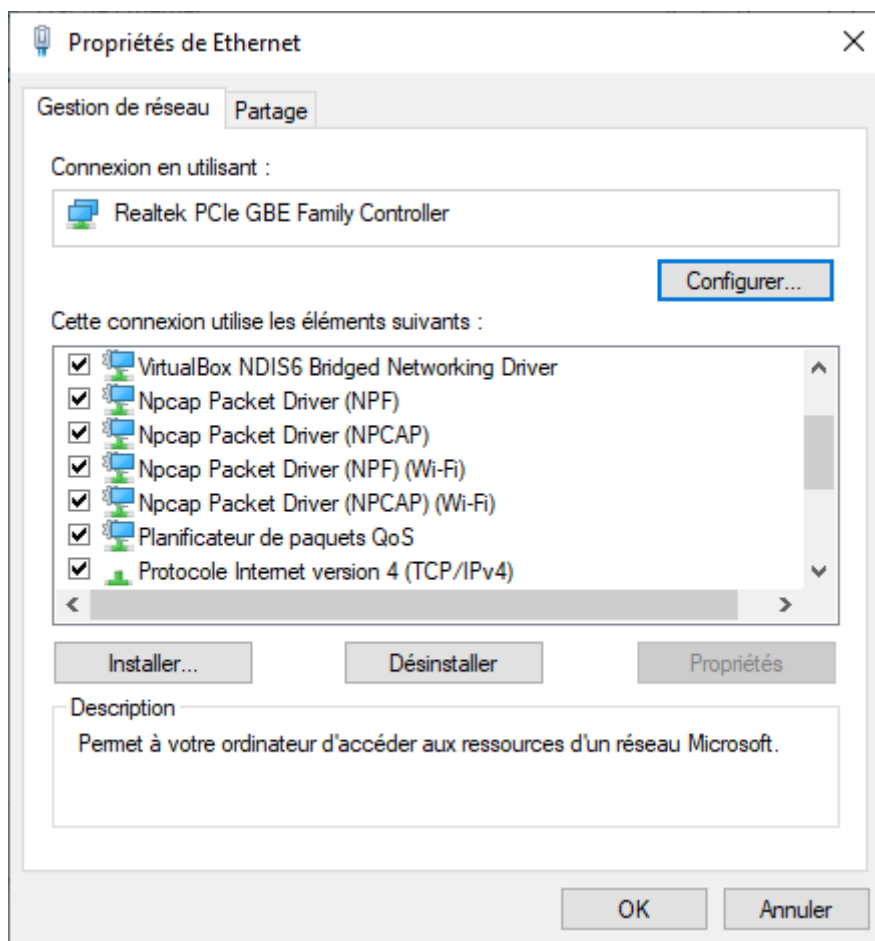 Propriétés de Ethernet
Gestion de réseau
Partage
Connexion en utilisant :
Realtek PCIe GBE Family Controller
Configurer...
Cette connexion utilise les éléments suivants :
VirtualBox NDIS6 Bridged Networking Driver
Npcap Packet Driver (NPF)
Npcap Packet Driver (NPCAP)
Npcap Packet Driver (NPF) (Wi-Fi)
Npcap Packet Driver (NPCAP) (Wi-Fi)
Planificateur de paquets QoS
Protocole Internet version 4 (TCP/IPv4)
Installer...
Désinstaller
Propriétés
Description
Permet à votre ordinateur d'accéder aux ressources d'un réseau Microsoft.
OK
Annuler